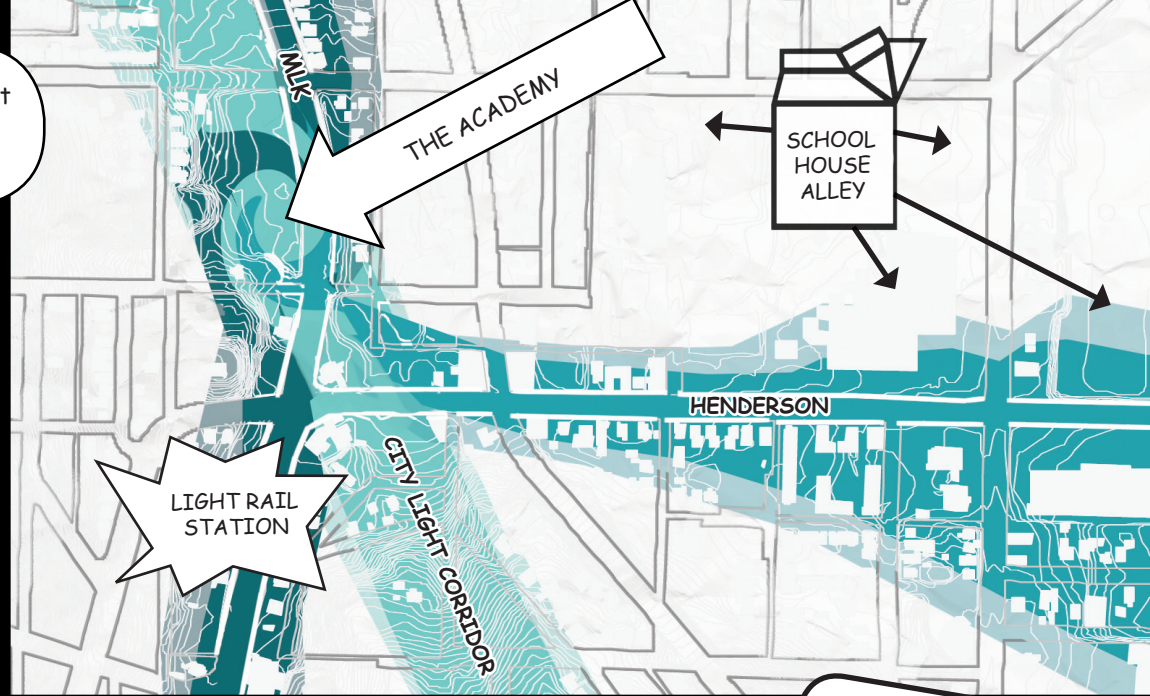 t
MLK
THE ACADEMY
SCHOOL
HOUSE
ALLEY
HENDERSON
CITY LIGHT CORRIDOR
LIGHT RAIL
STATION